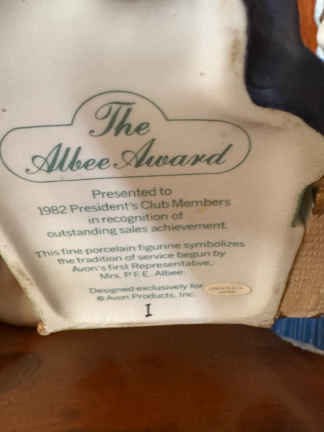 The
Albee Award
Presented to
1982 President's Club Members
in recognition of
outstanding sales achievement.
This fine porcelain figurine symbolizes
the tradition of service begun by
Avon's first Representative,
Mrs. P.F.E. Albee.
Designed exclusively for
© Avon Products, Inc.
I